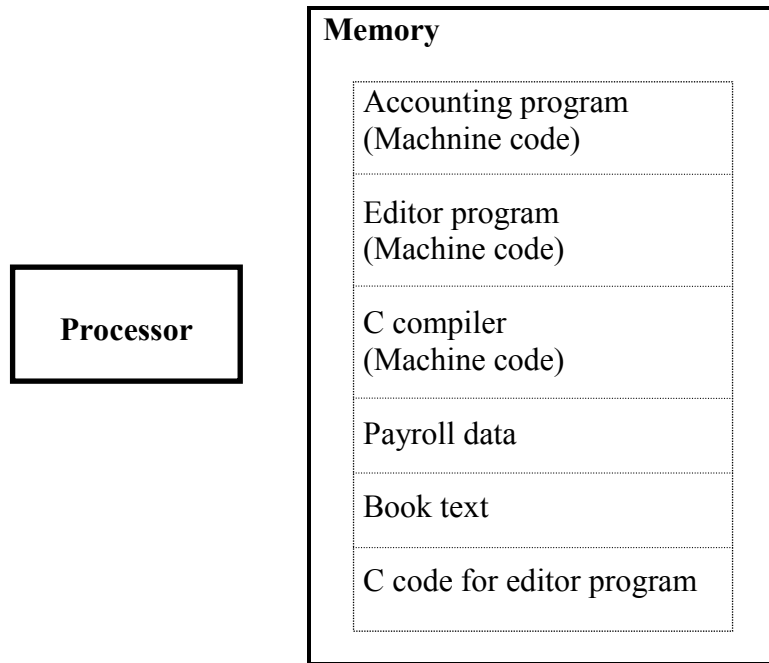 Memory
Accounting program
(Machnine code)
Editor program
(Machine code)
Processor
C compiler
(Machine code)
Payroll data
Book text
C code for editor program